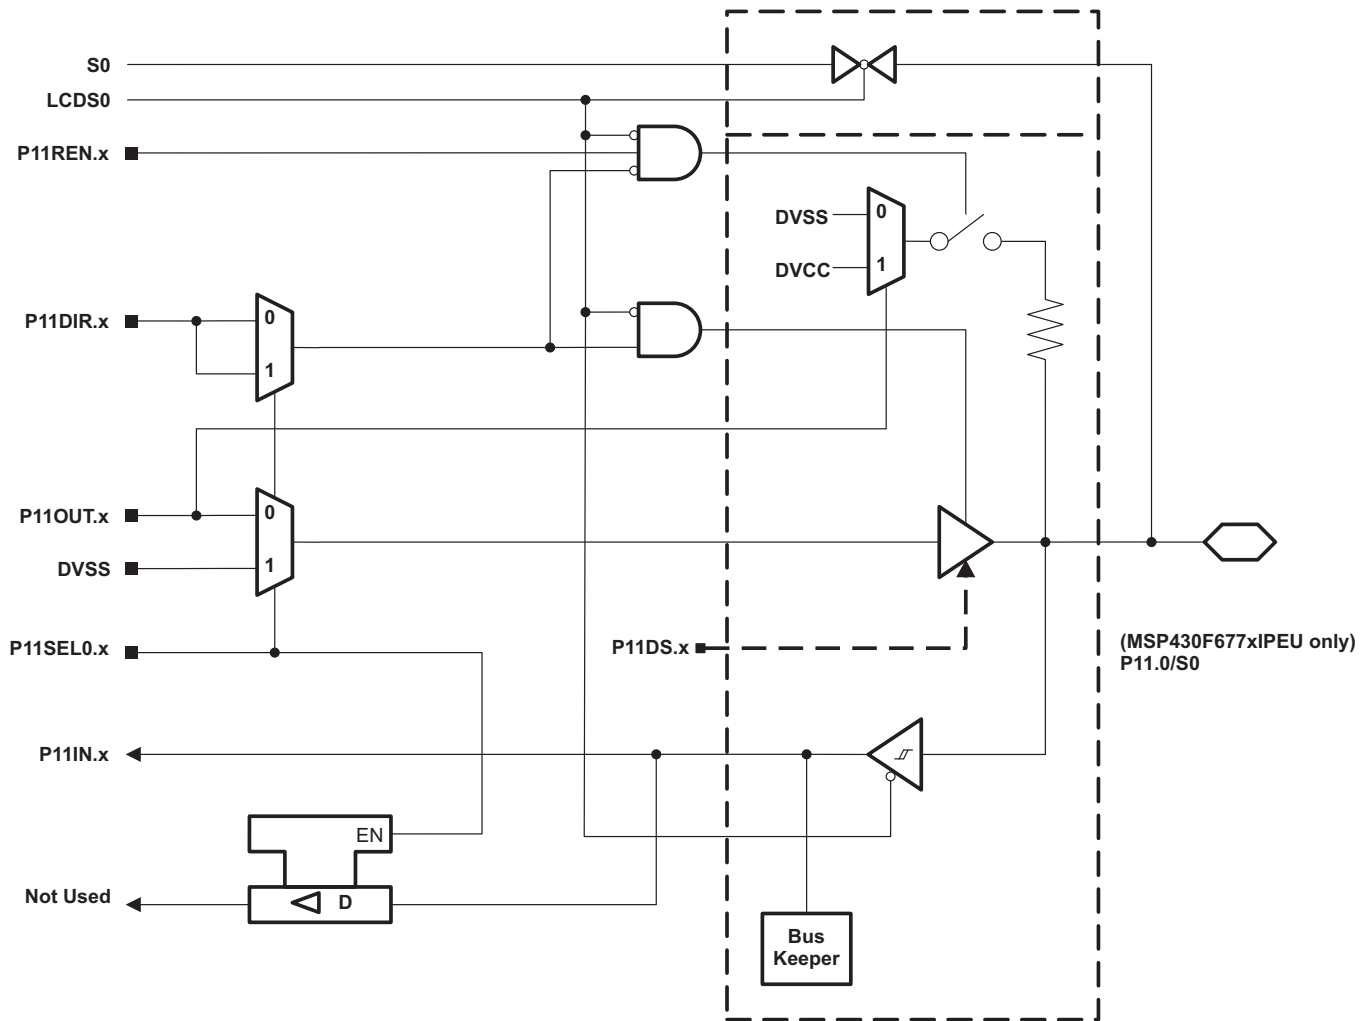 S0
LCDS0
P11REN.x
DVSS
0
DVCC
1
P11DIR.x
0
1
P11OUT.x
0
DVSS
1
P11SEL0.x
P11DS.x
(MSP430F677xIPEU only)
P11.0/S0
P11IN.x
EN
Not Used
D
Bus
Keeper